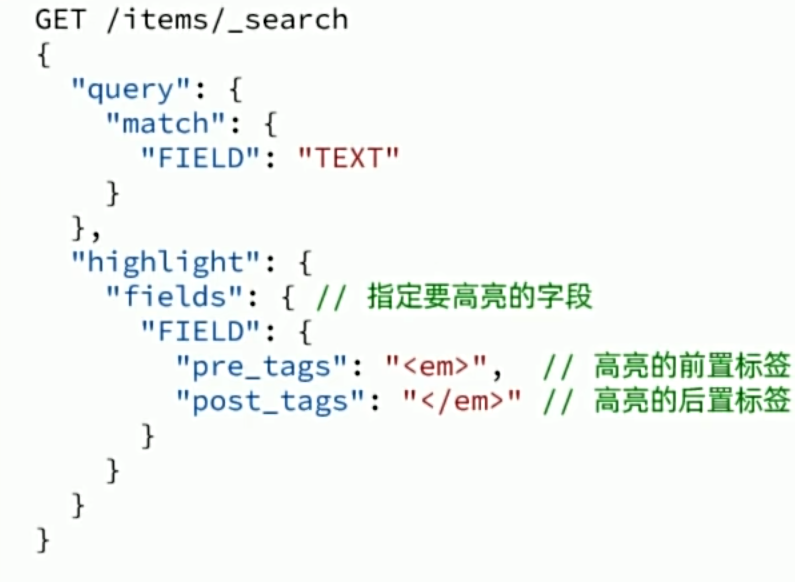 GET /items/_search
{
  "query": {
    "match": {
      "FIELD": "TEXT"
    }
  },
  "highlight": {
    "fields": { // 指定要高亮的字段
      "FIELD": {
        "pre_tags": "<em>",  // 高亮的前置标签
        "post_tags": "</em>" // 高亮的后置标签
      }
    }
  }
}